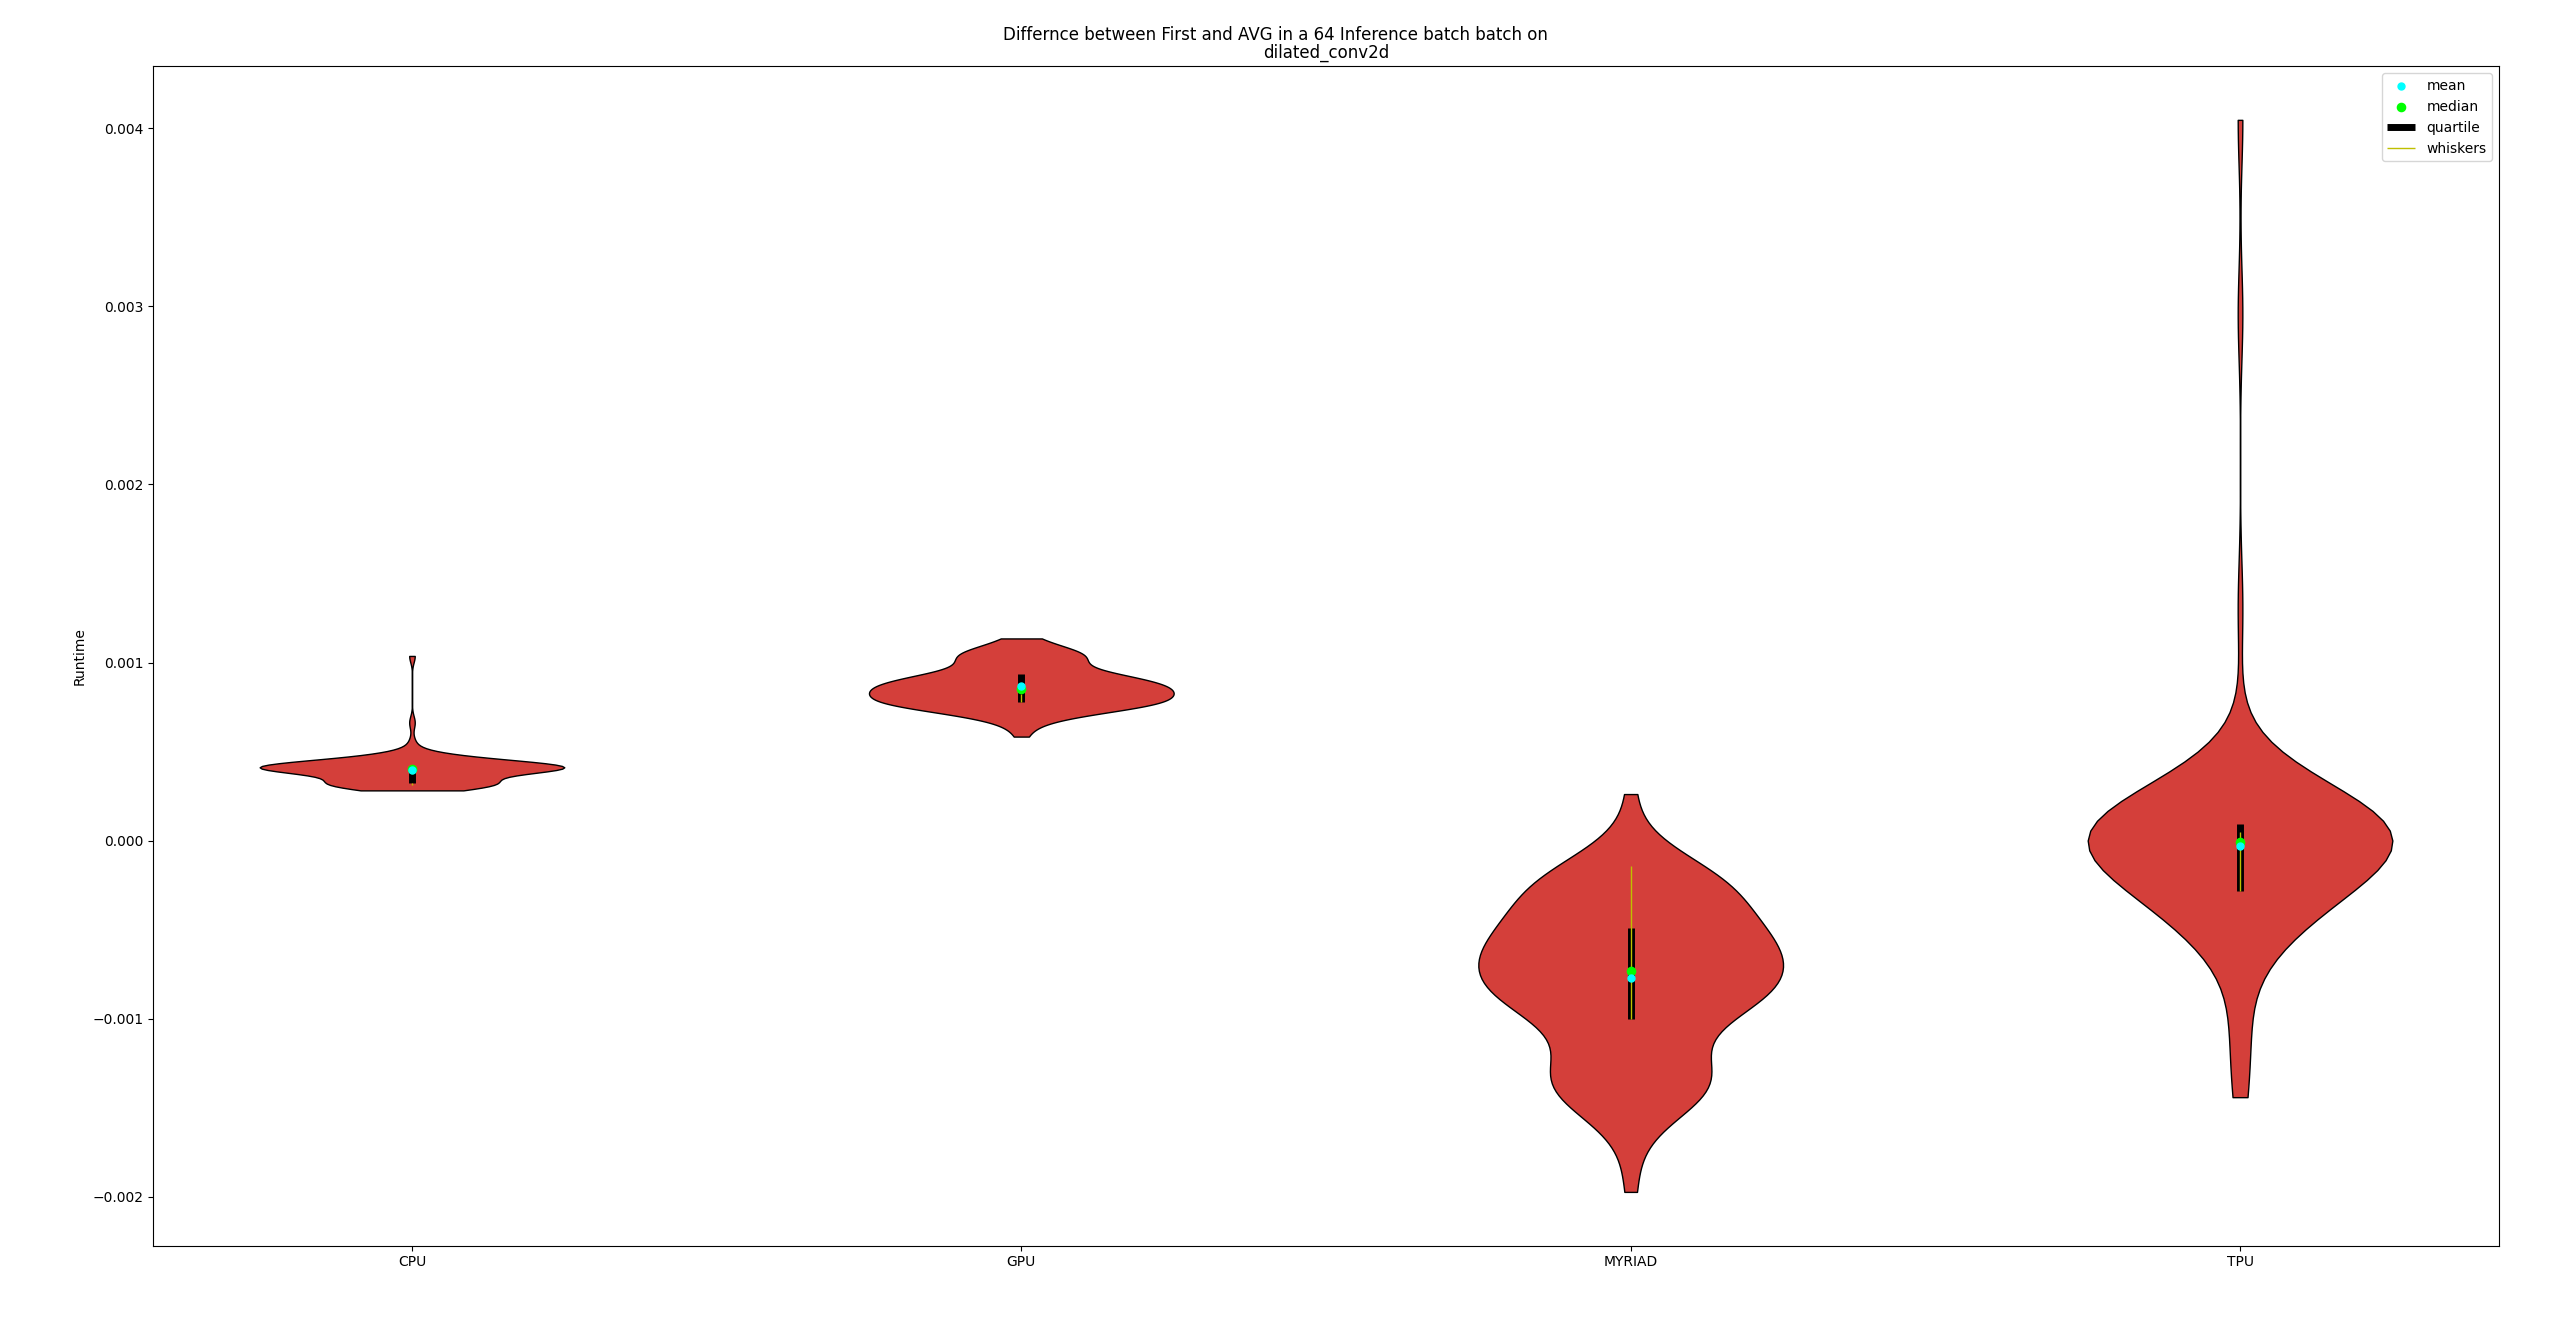 Differnce between First and AVG in a 64 Inference batch batch on
dilated_conv2d
mean
median
quartile
whiskers
0.004
0.003
0.002
0.001
0.000
−0.001
−0.002
Runtime
CPU
GPU
MYRIAD
TPU